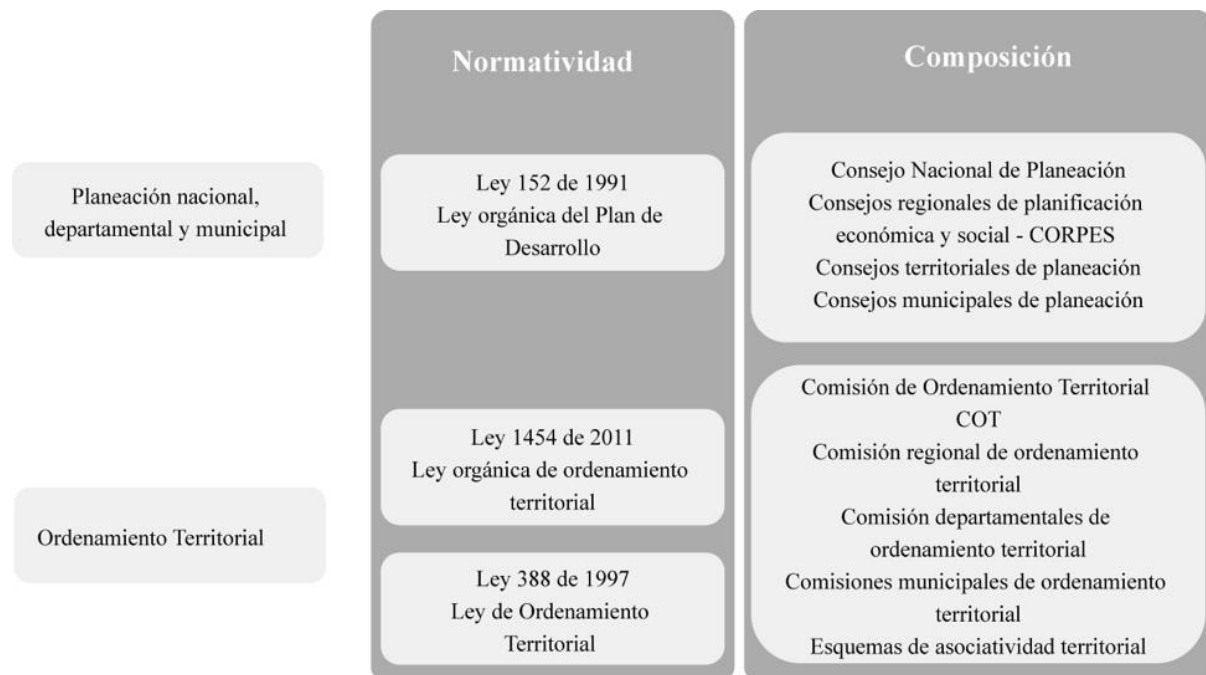 Normatividad
Composición
Planeación nacional,
departamental y municipal
Ley 152 de 1991
Ley orgánica del Plan de
Desarrollo
Consejo Nacional de Planeación
Consejos regionales de planificación
económica y social - CORPES
Consejos territoriales de planeación
Consejos municipales de planeación
Ordenamiento Territorial
Ley 1454 de 2011
Ley orgánica de ordenamiento
territorial
Ley 388 de 1997
Ley de Ordenamiento
Territorial
Comisión de Ordenamiento Territorial
COT
Comisión regional de ordenamiento
territorial
Comisión departamentales de
ordenamiento territorial
Comisiones municipales de ordenamiento
territorial
Esquemas de asociatividad territorial